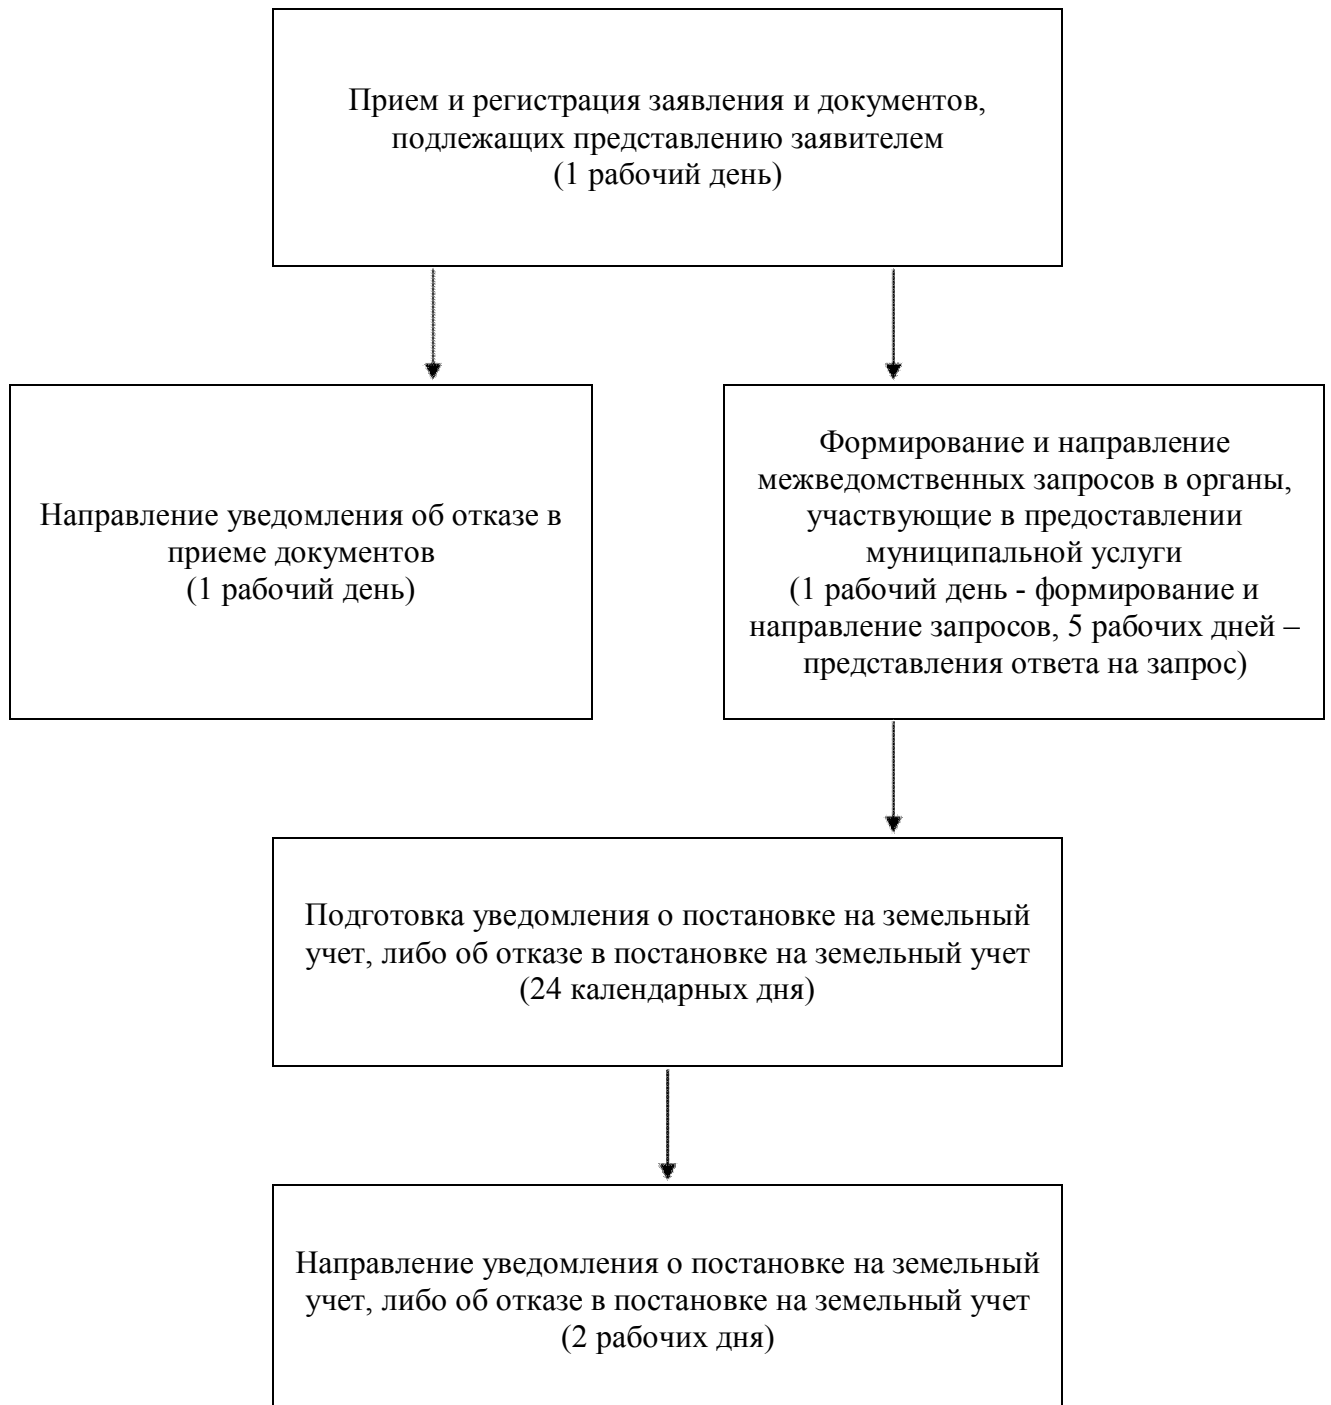 Прием и регистрация заявления и документов,
подлежащих представлению заявителем
(1 рабочий день)
Направление уведомления об отказе в
приеме документов
(1 рабочий день)
Формирование и направление
межведомственных запросов в органы,
участвующие в предоставлении
муниципальной услуги
(1 рабочий день - формирование и
направление запросов, 5 рабочих дней –
представления ответа на запрос)
Подготовка уведомления о постановке на земельный
учет, либо об отказе в постановке на земельный учет
(24 календарных дня)
Направление уведомления о постановке на земельный
учет, либо об отказе в постановке на земельный учет
(2 рабочих дня)